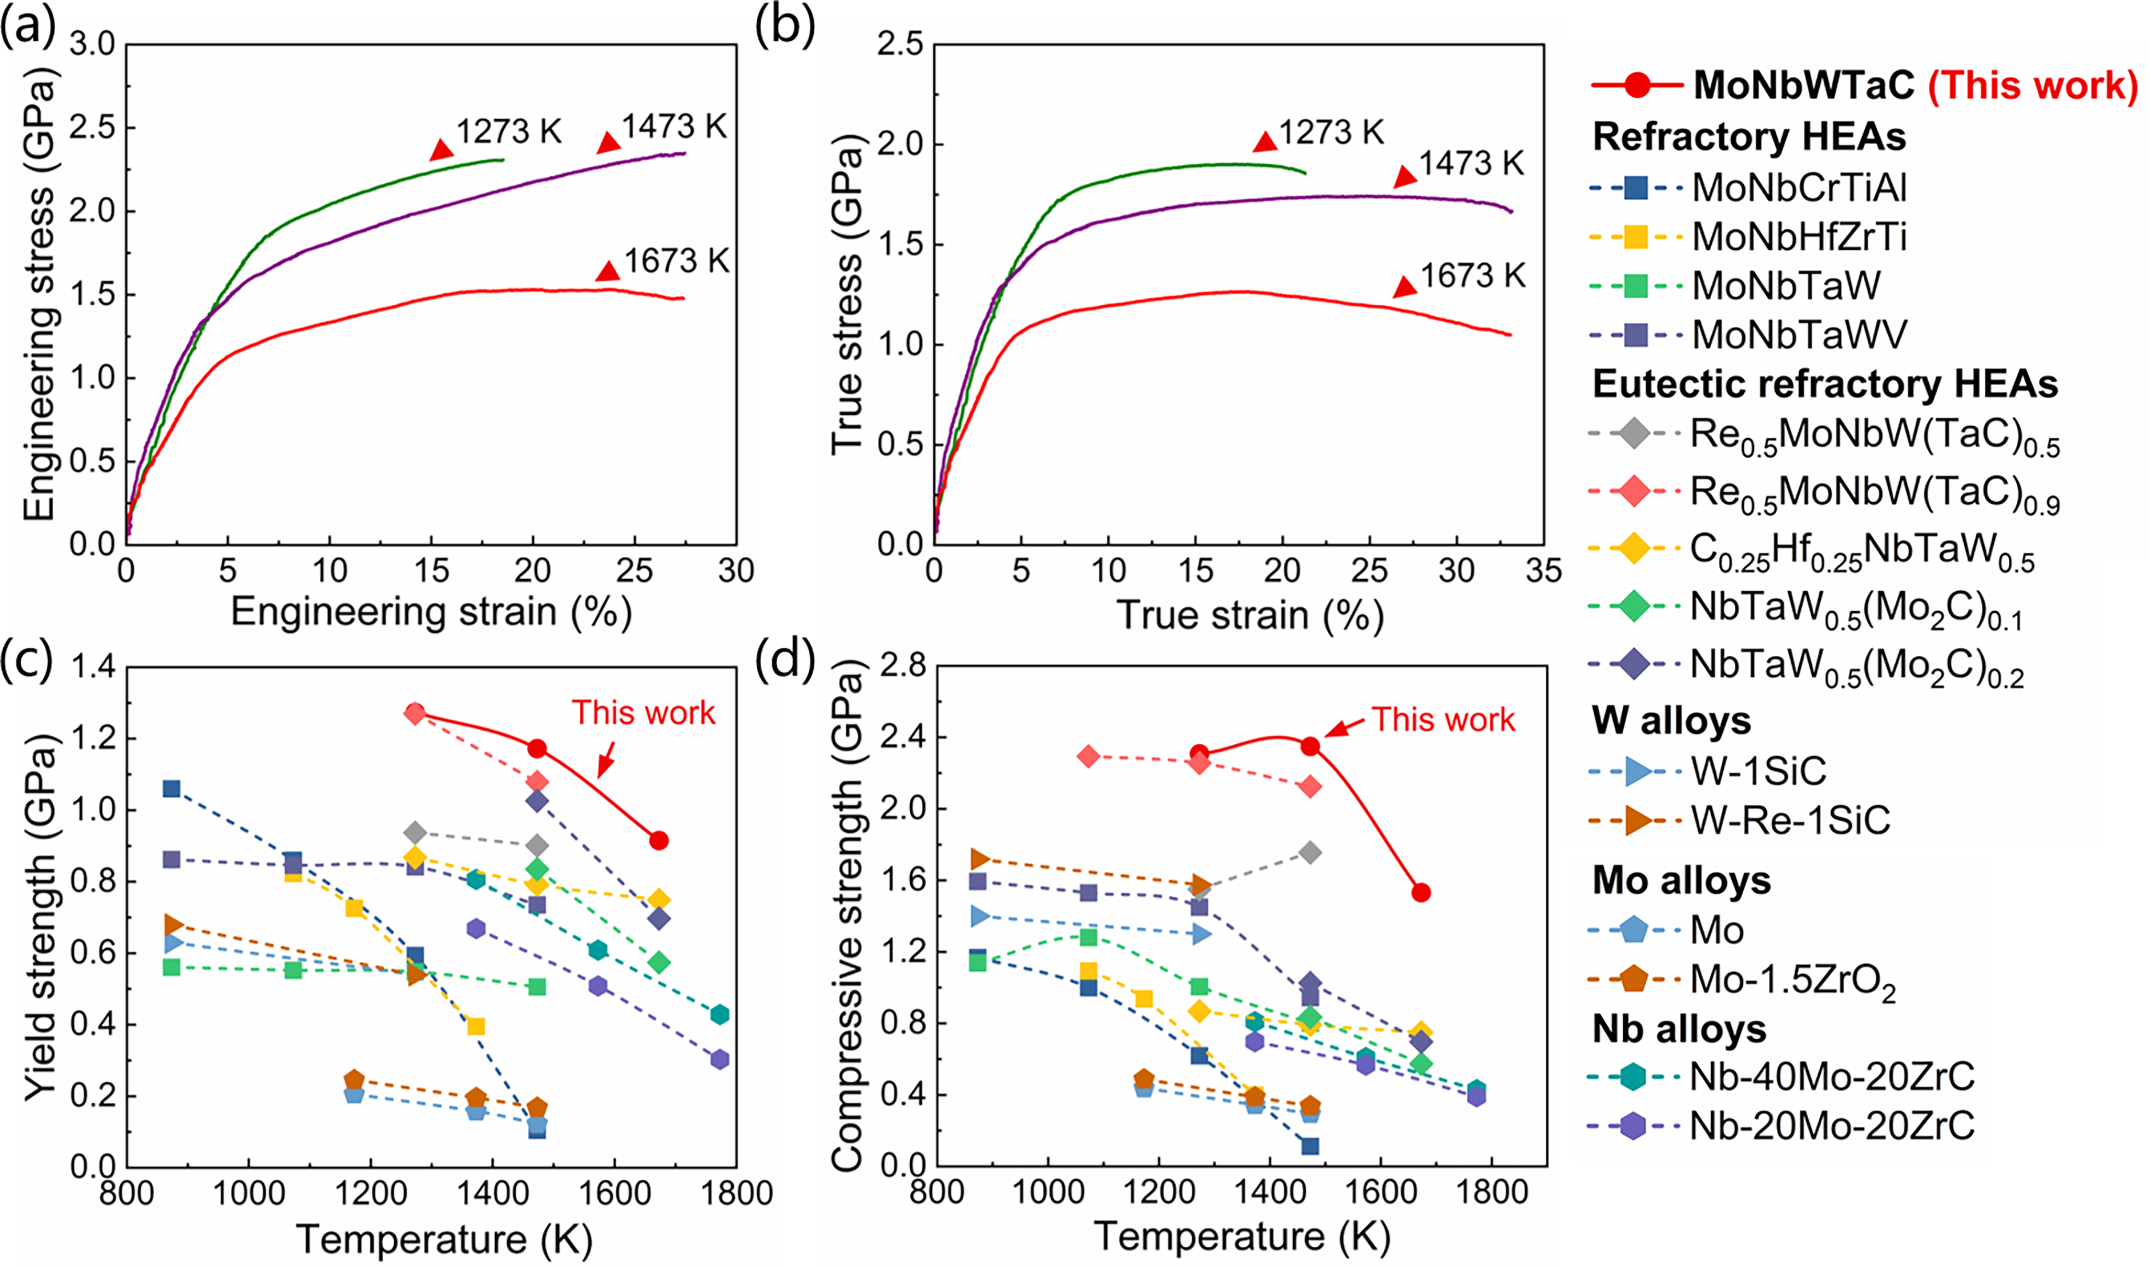 (a)
3.0
2.5
2.0
1.5
1.0
0.5
0.0
0 5 10 15 20 25 30
Engineering stress (GPa)
Engineering strain (%)
1273 K
1473 K
1673 K
(b)
2.5
2.0
1.5
1.0
0.5
0.0
0 5 10 15 20 25 30 35
True stress (GPa)
True strain (%)
1273 K
1473 K
1673 K
(c)
1.4
1.2
1.0
0.8
0.6
0.4
0.2
0.0
800 1000 1200 1400 1600 1800
Yield strength (GPa)
Temperature (K)
This work
(d)
2.8
2.4
2.0
1.6
1.2
0.8
0.4
0.0
800 1000 1200 1400 1600 1800
Compressive strength (GPa)
Temperature (K)
This work
MoNbWTaC (This work)
Refractory HEAs
MoNbCrTiAl
MoNbHfZrTi
MoNbTaW
MoNbTaWV
Eutectic refractory HEAs
Re0.5MoNbW(TaC)0.5
Re0.5MoNbW(TaC)0.9
C0.25Hf0.25NbTaW0.5
NbTaW0.5(Mo2C)0.1
NbTaW0.5(Mo2C)0.2
W alloys
W-1SiC
W-Re-1SiC
Mo alloys
Mo
Mo-1.5ZrO2
Nb alloys
Nb-40Mo-20ZrC
Nb-20Mo-20ZrC